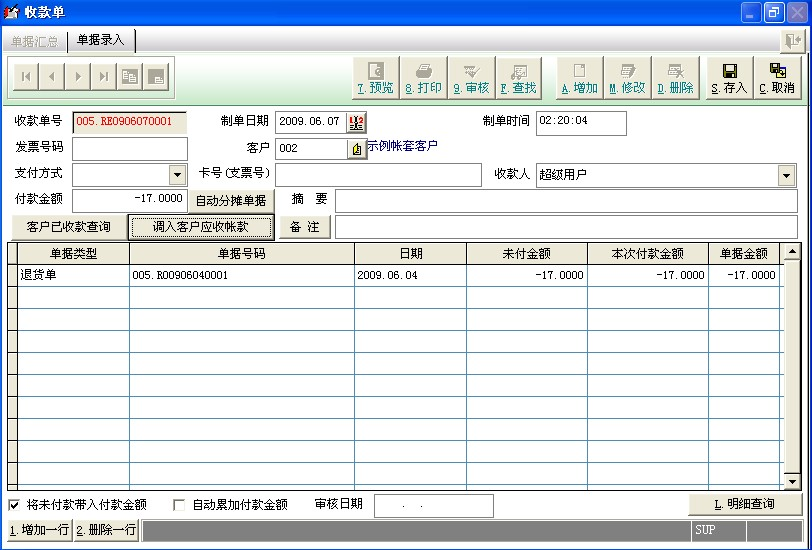 收款单
单据汇总 单据录入
7.预览 8.打印 9.审核 F.查找 A.增加 M.修改 D.删除 S.存入 C.取消
收款单号 005.RE0906070001 制单日期 2009.06.07 制单时间 02:20:04
发票号码 客户 002 示例帐套客户
支付方式 卡号(支票号) 收款人 超级用户
付款金额 -17.0000 自动分摊单据 摘 要
客户已收款查询 调入客户应收帐款 备 注
单据类型 单据号码 日期 未付金额 本次付款金额 单据金额
退货单 005.RO0906040001 2009.06.04 -17.0000 -17.0000 -17.0000
将未付款带入付款金额 自动累加付款金额 审核日期 . . L.明细查询
1.增加一行 2.删除一行 SUP